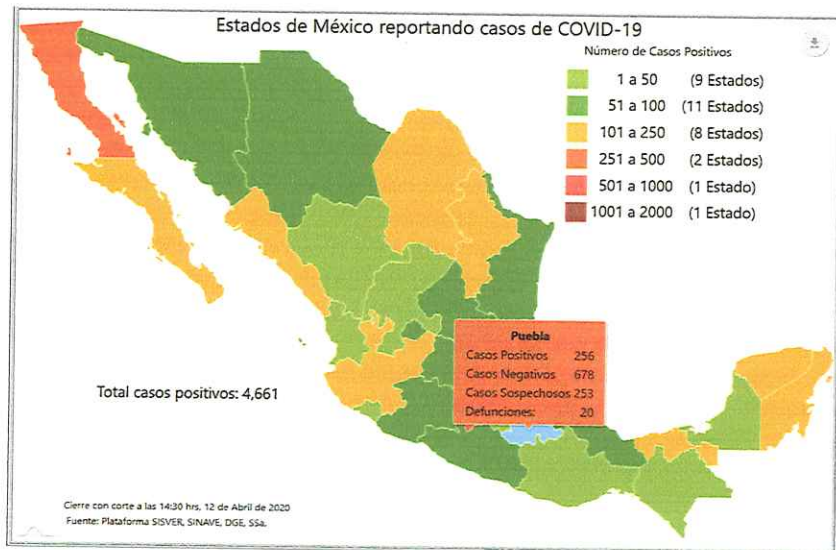 Estados de México reportando casos de COVID-19
Número de Casos Positivos
1 a 50 (9 Estados)
51 a 100 (11 Estados)
101 a 250 (8 Estados)
251 a 500 (2 Estados)
501 a 1000 (1 Estado)
1001 a 2000 (1 Estado)
Puebla
Casos Positivos 256
Casos Negativos 678
Casos Sospechosos 253
Defunciones: 20
Total casos positivos: 4,661
Cierre con corte a las 14:30 hrs, 12 de Abril de 2020
Fuente: Plataforma SISVER, SINAVE, DGE, SSa.